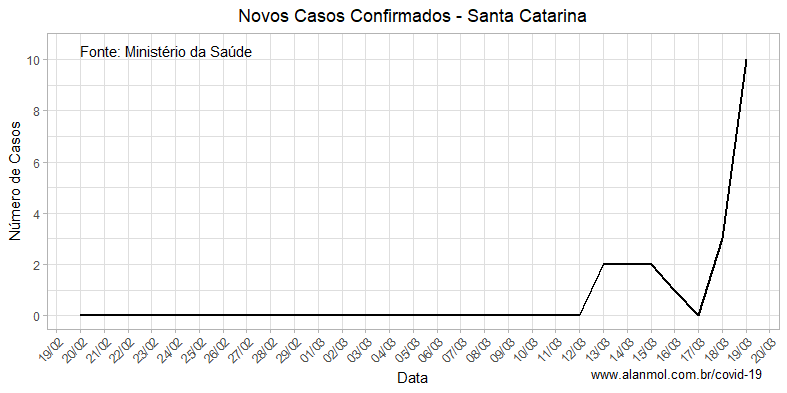 Novos Casos Confirmados - Santa Catarina
Fonte: Ministério da Saúde
Número de Casos
10
8
6
4
2
0
19/02 20/02 21/02 22/02 23/02 24/02 25/02 26/02 27/02 28/02 29/02 01/03 02/03 03/03 04/03 05/03 06/03 07/03 08/03 09/03 10/03 11/03 12/03 13/03 14/03 15/03 16/03 17/03 18/03 19/03 20/03
Data
www.alanmol.com.br/covid-19